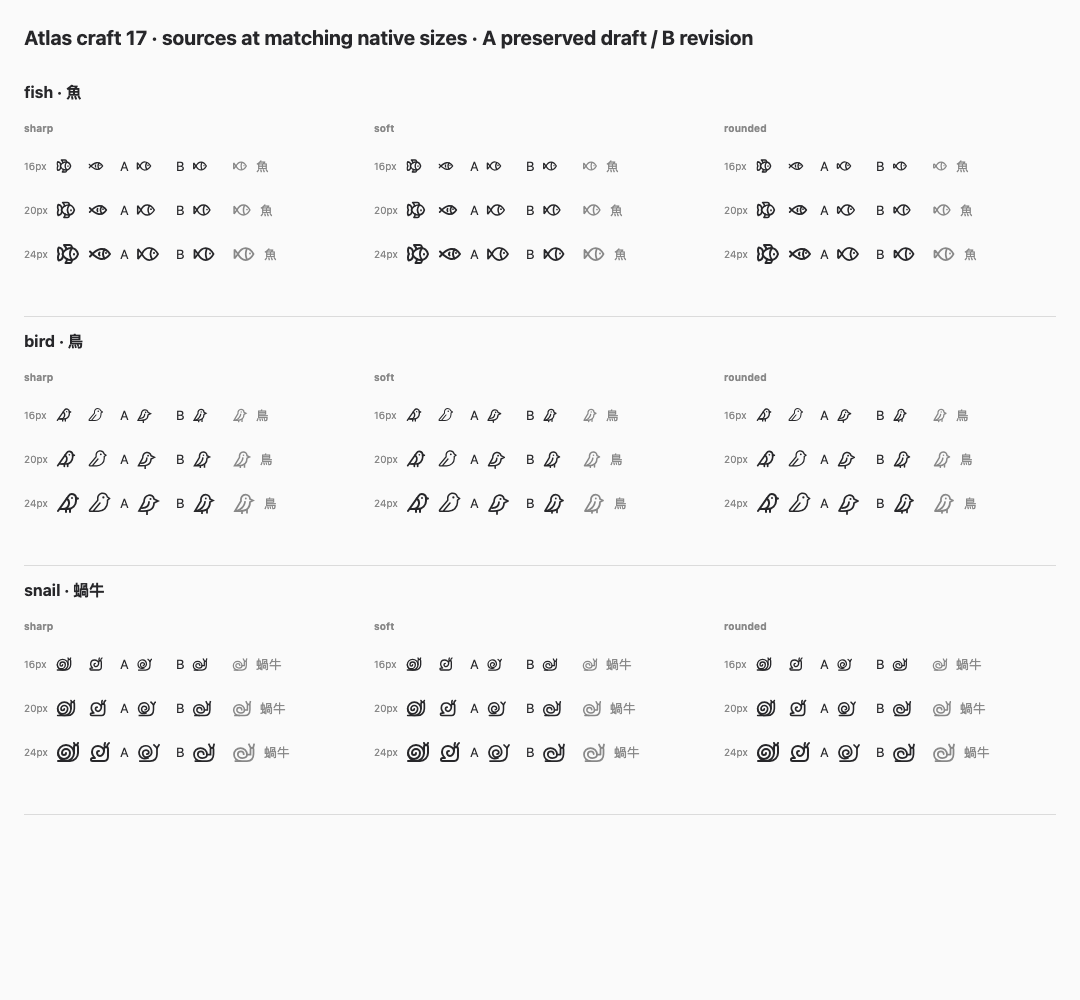 Atlas craft 17 · sources at matching native sizes · A preserved draft / B revision
fish · 魚
sharp soft rounded
16px A B 魚 16px A B 魚 16px A B 魚
20px A B 魚 20px A B 魚 20px A B 魚
24px A B 魚 24px A B 魚 24px A B 魚
bird · 鳥
sharp soft rounded
16px A B 鳥 16px A B 鳥 16px A B 鳥
20px A B 鳥 20px A B 鳥 20px A B 鳥
24px A B 鳥 24px A B 鳥 24px A B 鳥
snail · 蝸牛
sharp soft rounded
16px A B 蝸牛 16px A B 蝸牛 16px A B 蝸牛
20px A B 蝸牛 20px A B 蝸牛 20px A B 蝸牛
24px A B 蝸牛 24px A B 蝸牛 24px A B 蝸牛